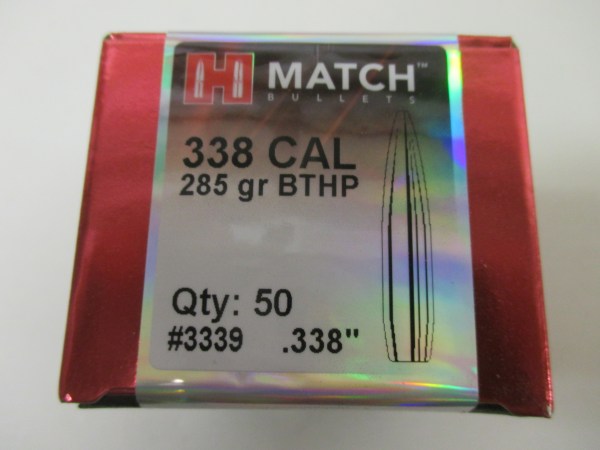 H MATCH™
BULLETS
338 CAL
285 gr BTHP
Qty: 50
#3339 .338"